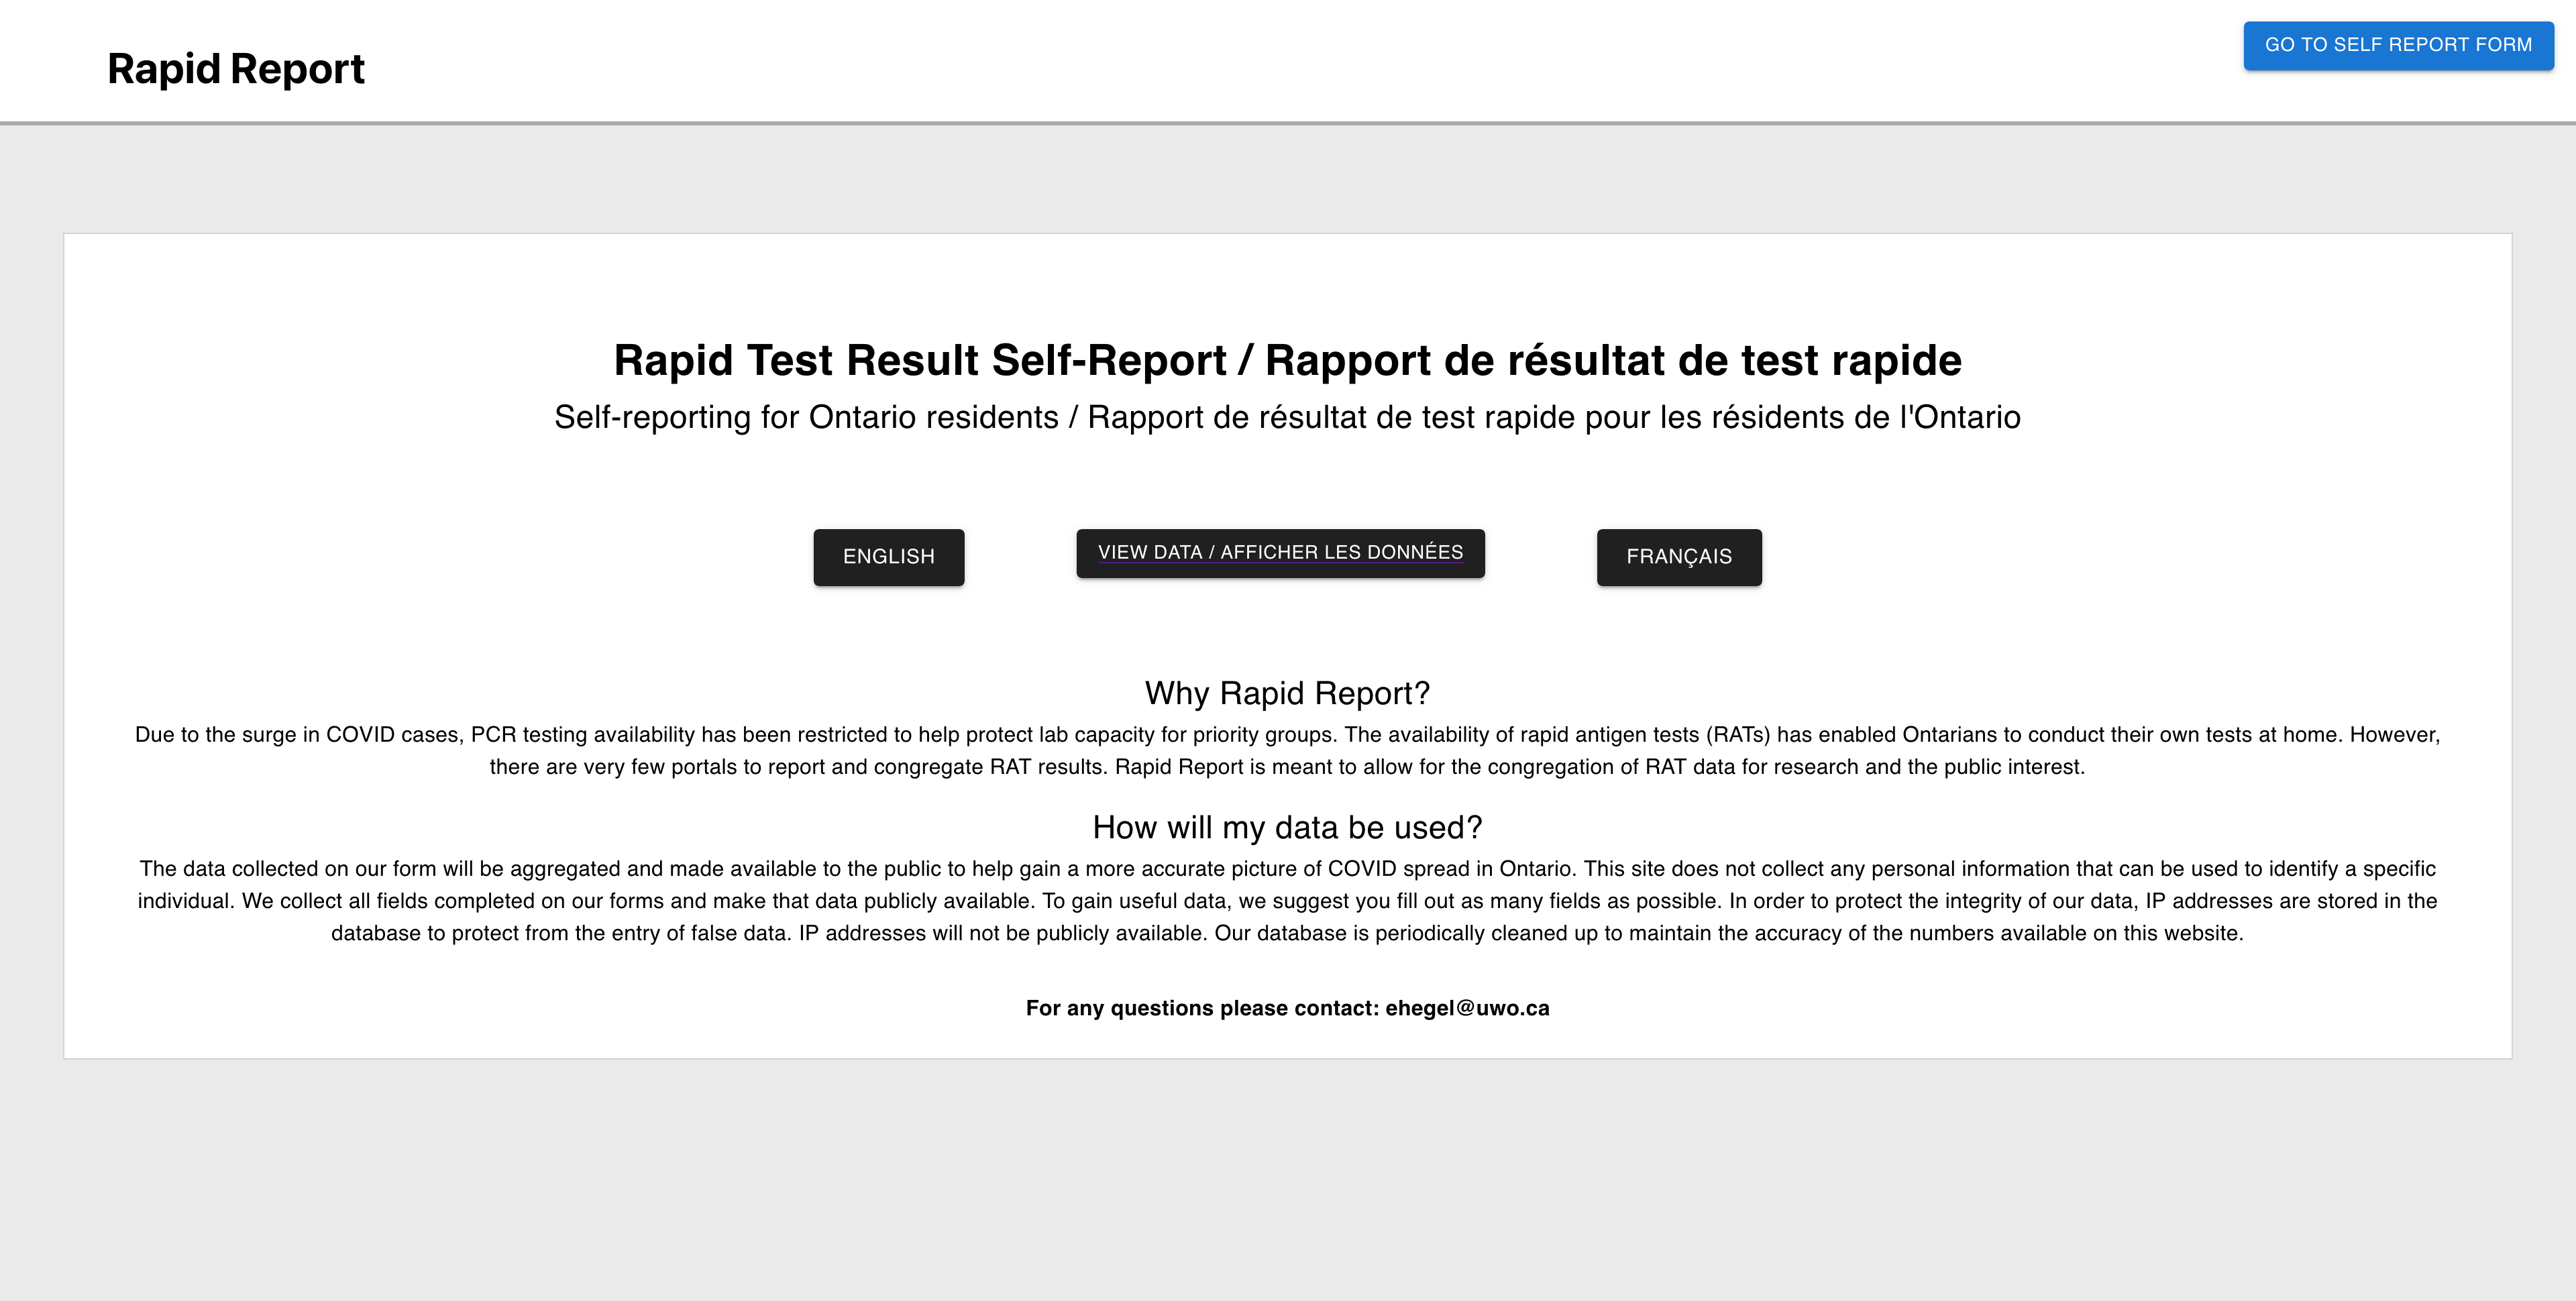 Rapid Report
GO TO SELF REPORT FORM
Rapid Test Result Self-Report / Rapport de résultat de test rapide
Self-reporting for Ontario residents / Rapport de résultat de test rapide pour les résidents de l'Ontario
ENGLISH
VIEW DATA / AFFICHER LES DONNÉES
FRANÇAIS
Why Rapid Report?
Due to the surge in COVID cases, PCR testing availability has been restricted to help protect lab capacity for priority groups. The availability of rapid antigen tests (RATs) has enabled Ontarians to conduct their own tests at home. However,
there are very few portals to report and congregate RAT results. Rapid Report is meant to allow for the congregation of RAT data for research and the public interest.
How will my data be used?
The data collected on our form will be aggregated and made available to the public to help gain a more accurate picture of COVID spread in Ontario. This site does not collect any personal information that can be used to identify a specific
individual. We collect all fields completed on our forms and make that data publicly available. To gain useful data, we suggest you fill out as many fields as possible. In order to protect the integrity of our data, IP addresses are stored in the
database to protect from the entry of false data. IP addresses will not be publicly available. Our database is periodically cleaned up to maintain the accuracy of the numbers available on this website.
For any questions please contact: ehegel@uwo.ca